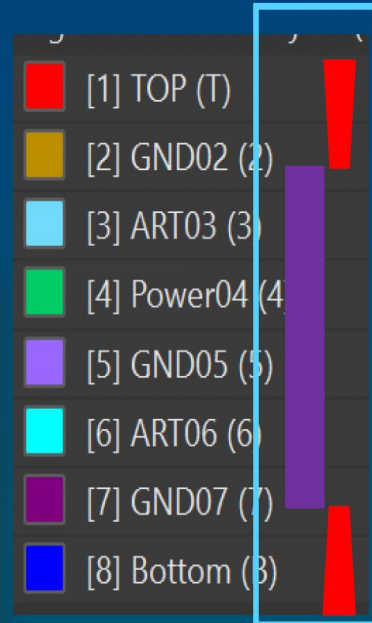 [1] TOP (T)
[2] GND02 (2)
[3] ART03 (3)
[4] Power04 (4)
[5] GND05 (5)
[6] ART06 (6)
[7] GND07 (7)
[8] Bottom (B)